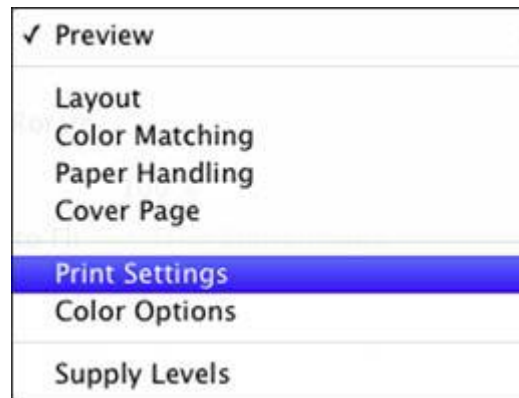 ✓ Preview
Layout
Color Matching
Paper Handling
Cover Page
Print Settings
Color Options
Supply Levels